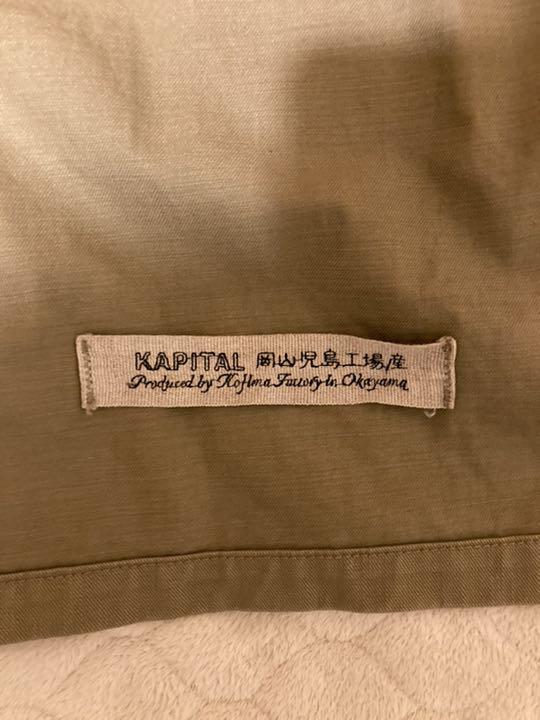 KAPITAL 岡山児島工場産
Produced by Kojima Factory in Okayama